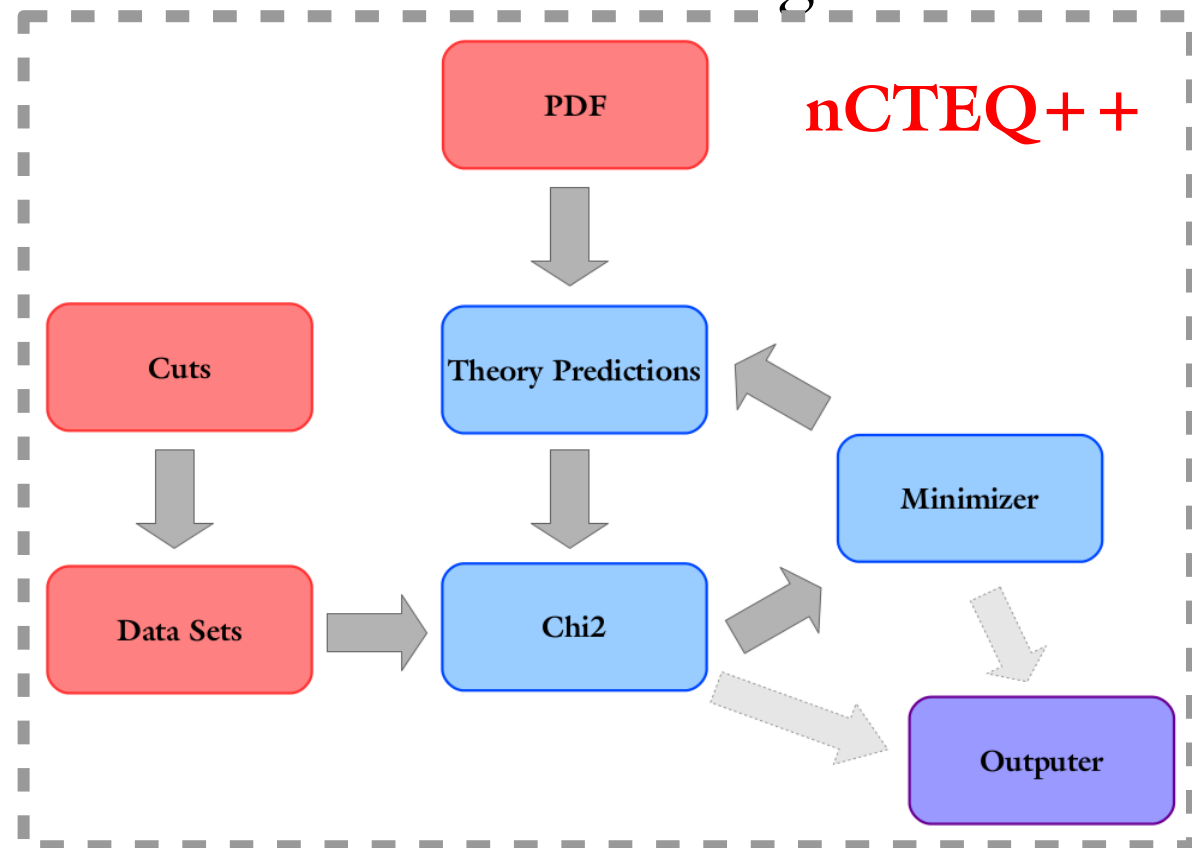 PDF
nCTEQ++
Cuts
Theory Predictions
Minimizer
Data Sets
Chi2
Outputer